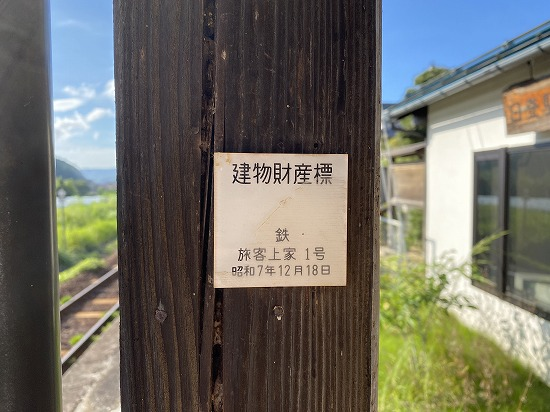 建物財産標
鉄
旅客上家 1号
昭和7年12月18日